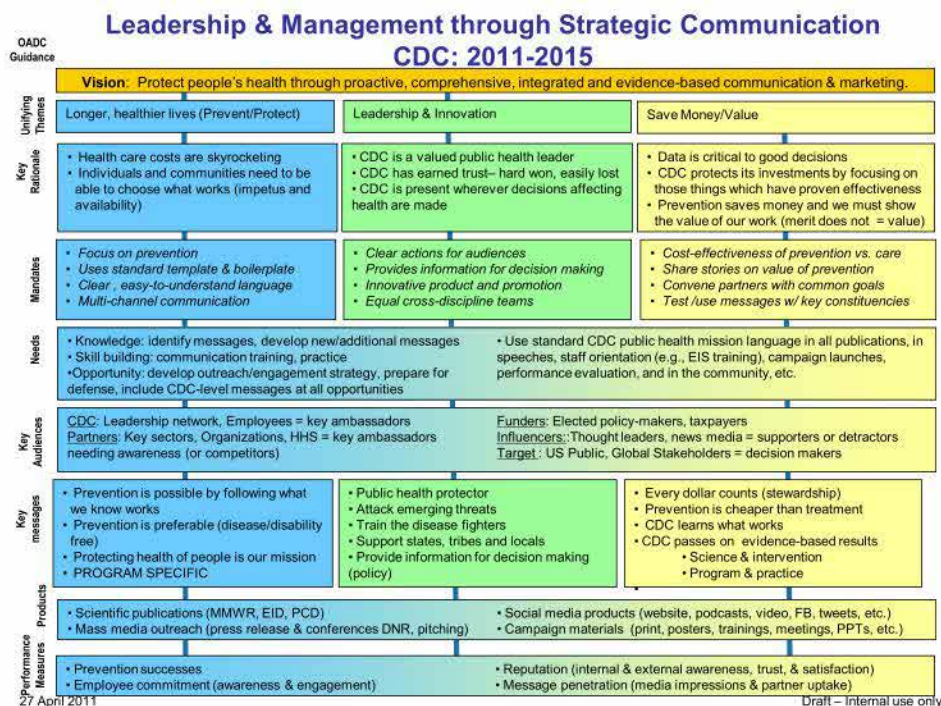 Leadership & Management through Strategic Communication
CDC: 2011-2015
OADC
Guidance
Vision: Protect people's health through proactive, comprehensive, integrated and evidence-based communication & marketing.
Unifying
Themes
Longer, healthier lives (Prevent/Protect)
Leadership & Innovation
Save Money/Value
Key
Rationale
• Health care costs are skyrocketing
• Individuals and communities need to be
able to choose what works (impetus and
availability)
• CDC is a valued public health leader
• CDC has earned trust– hard won, easily lost
• CDC is present wherever decisions affecting
health are made
• Data is critical to good decisions
• CDC protects its investments by focusing on
those things which have proven effectiveness
• Prevention saves money and we must show
the value of our work (merit does not = value)
Mandates
• Focus on prevention
• Uses standard template & boilerplate
• Clear , easy-to-understand language
• Multi-channel communication
• Clear actions for audiences
• Provides information for decision making
• Innovative product and promotion
• Equal cross-discipline teams
• Cost-effectiveness of prevention vs. care
• Share stories on value of prevention
• Convene partners with common goals
• Test /use messages w/ key constituencies
Needs
• Knowledge: identify messages, develop new/additional messages
• Skill building: communication training, practice
•Opportunity: develop outreach/engagement strategy, prepare for
defense, include CDC-level messages at all opportunities
• Use standard CDC public health mission language in all publications, in
speeches, staff orientation (e.g., EIS training), campaign launches,
performance evaluation, and in the community, etc.
Key
Audiences
CDC: Leadership network, Employees = key ambassadors
Partners: Key sectors, Organizations, HHS = key ambassadors
needing awareness (or competitors)
Funders: Elected policy-makers, taxpayers
Influencers::Thought leaders, news media = supporters or detractors
Target : US Public, Global Stakeholders = decision makers
Key
messages
• Prevention is possible by following what
we know works
• Prevention is preferable (disease/disability
free)
• Protecting health of people is our mission
• PROGRAM SPECIFIC
• Public health protector
• Attack emerging threats
• Train the disease fighters
• Support states, tribes and locals
• Provide information for decision making
(policy)
• Every dollar counts (stewardship)
• Prevention is cheaper than treatment
• CDC learns what works
• CDC passes on evidence-based results
• Science & intervention
• Program & practice
Products
• Scientific publications (MMWR, EID, PCD)
• Mass media outreach (press release & conferences DNR, pitching)
• Social media products (website, podcasts, video, FB, tweets, etc.)
• Campaign materials (print, posters, trainings, meetings, PPTs, etc.)
Performance
Measures
• Prevention successes
• Employee commitment (awareness & engagement)
• Reputation (internal & external awareness, trust, & satisfaction)
• Message penetration (media impressions & partner uptake)
27 April 2011
Draft – Internal use only